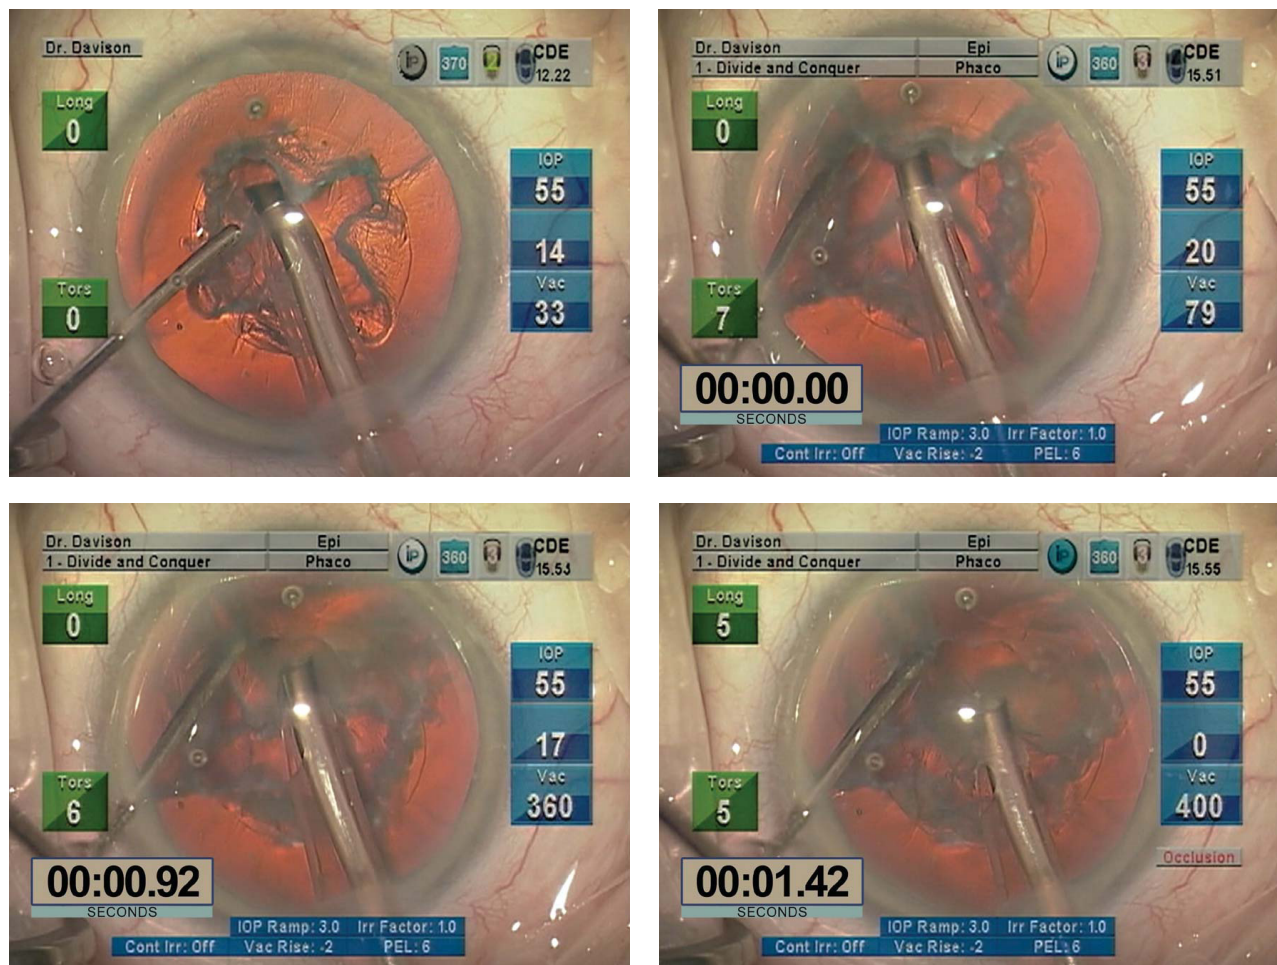 Dr. Davison
iP 370 2 CDE
12.22
Long
0
IOP
55
14
Tors
0
Vac
33
Dr. Davison Epi
1 - Divide and Conquer Phaco
iP 360 3 CDE
15.51
Long
0
IOP
55
20
Tors
7
Vac
79
00:00.00
SECONDS
IOP Ramp: 3.0 Irr Factor: 1.0
Cont Irr: Off Vac Rise: -2 PEL: 6
Dr. Davison Epi
1 - Divide and Conquer Phaco
iP 360 3 CDE
Long
0
IOP
55
17
Tors
6
Vac
360
00:00.92
SECONDS
IOP Ramp: 3.0 Irr Factor: 1.0
Cont Irr: Off Vac Rise: -2 PEL: 6
Dr. Davison Epi
1 - Divide and Conquer Phaco
iP 360 3 CDE
15.55
Long
5
IOP
55
0
Tors
5
Vac
400
Occlusion
00:01.42
SECONDS
IOP Ramp: 3.0 Irr Factor: 1.0
Cont Irr: Off Vac Rise: -2 PEL: 6